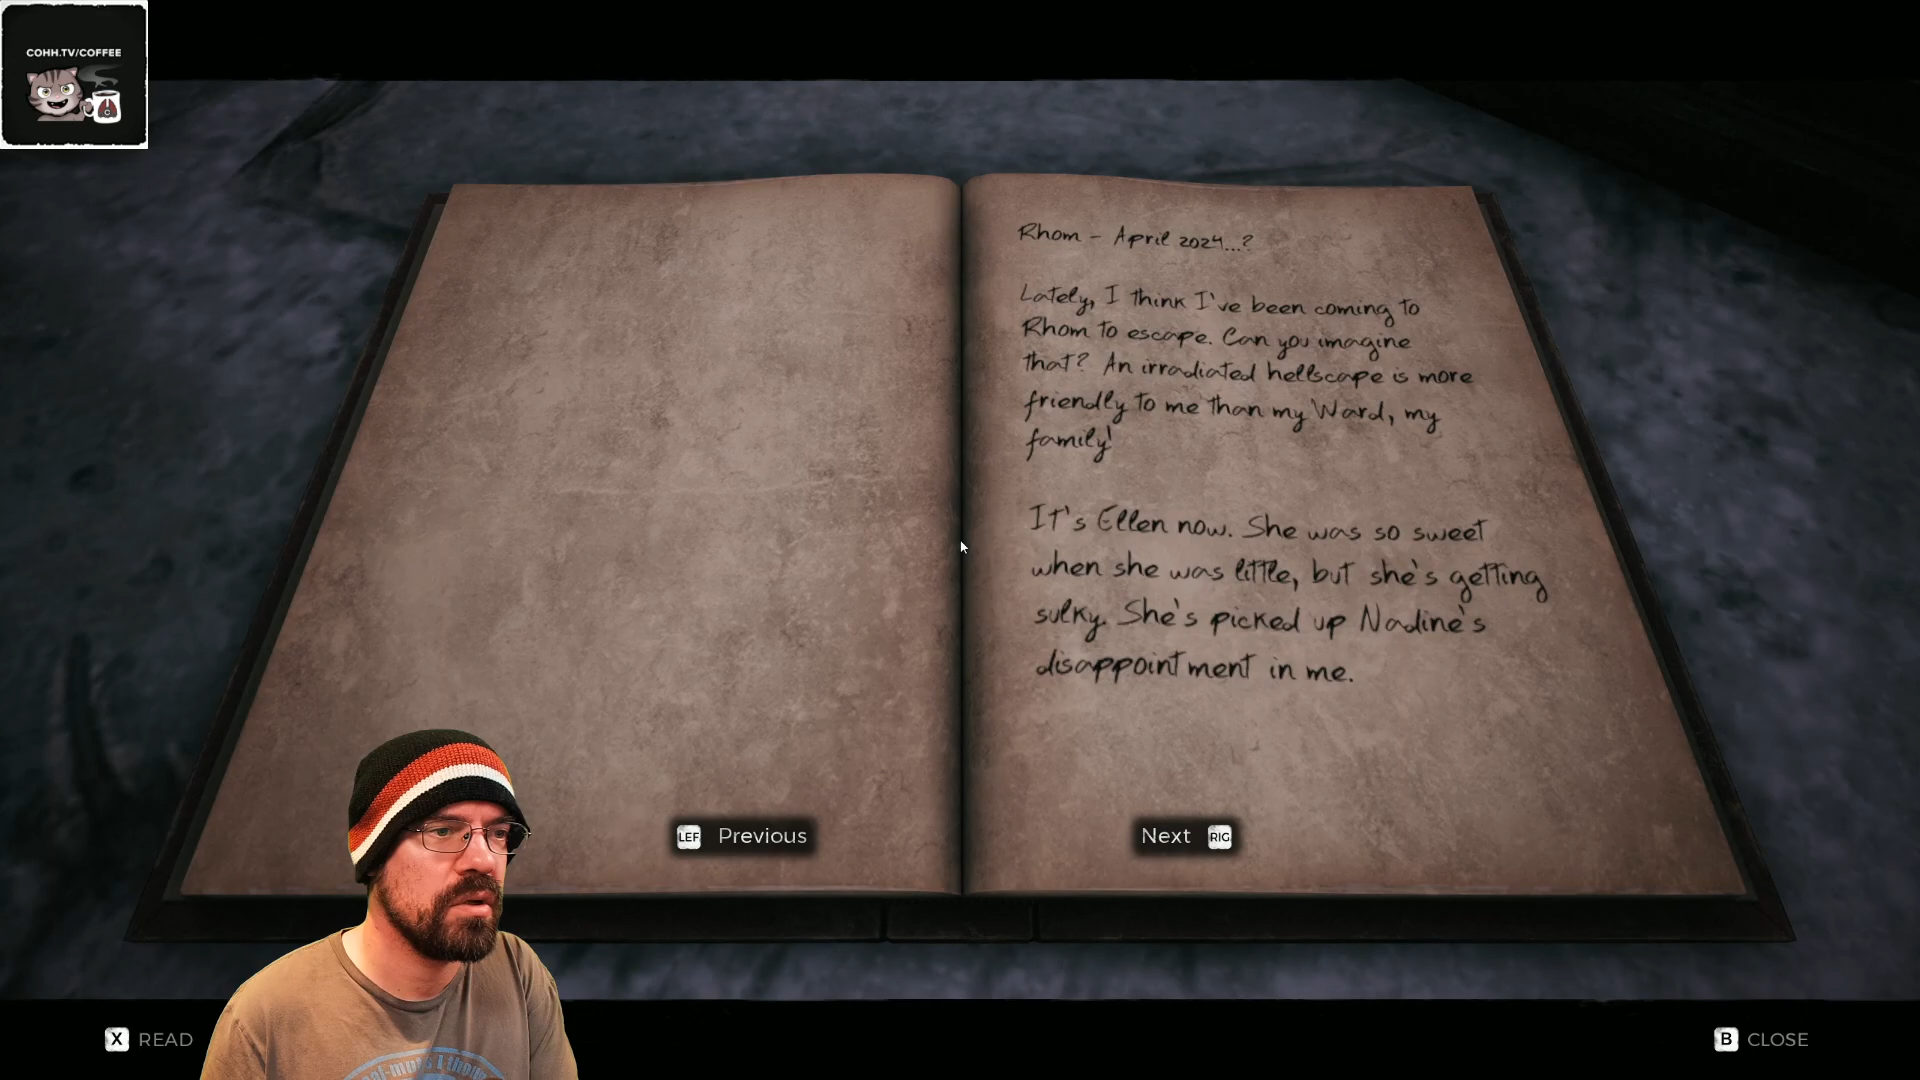 COHH.TV/COFFEE
Rhom - April 2024...?
Lately, I think I've been coming to
Rhom to escape. Can you imagine
that? An irradiated hellscape is more
friendly to me than my Ward, my
family!
It's Ellen now. She was so sweet
when she was little, but she's getting
sulky. She's picked up Nadine's
disappointment in me.
LEF Previous
Next RIG
X READ
B CLOSE